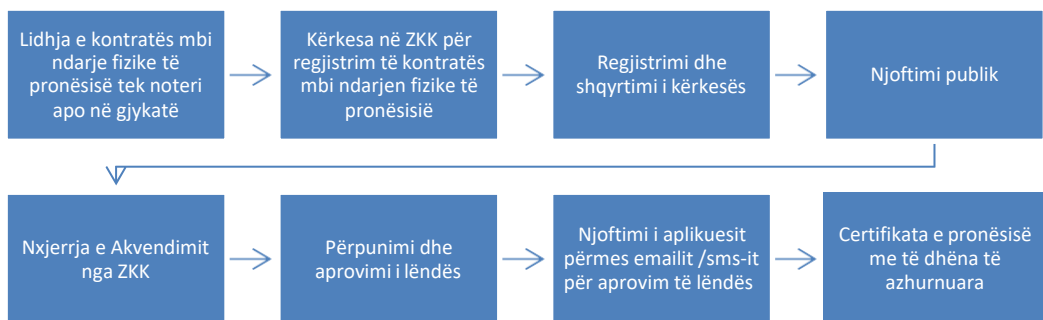 Lidhja e kontratës mbi
ndarje fizike të
pronësisë tek noteri
apo në gjykatë
Kërkesa në ZKK për
regjistrim të kontratës
mbi ndarjen fizike të
pronësisië
Regjistrimi dhe
shqyrtimi i kërkesës
Njoftimi publik
Nxjerrja e Akvendimit
nga ZKK
Përpunimi dhe
aprovimi i lëndës
Njoftimi i aplikuesit
përmes emailit /sms-it
për aprovim të lëndës
Certifikata e pronësisë
me të dhëna të
azhurnuara